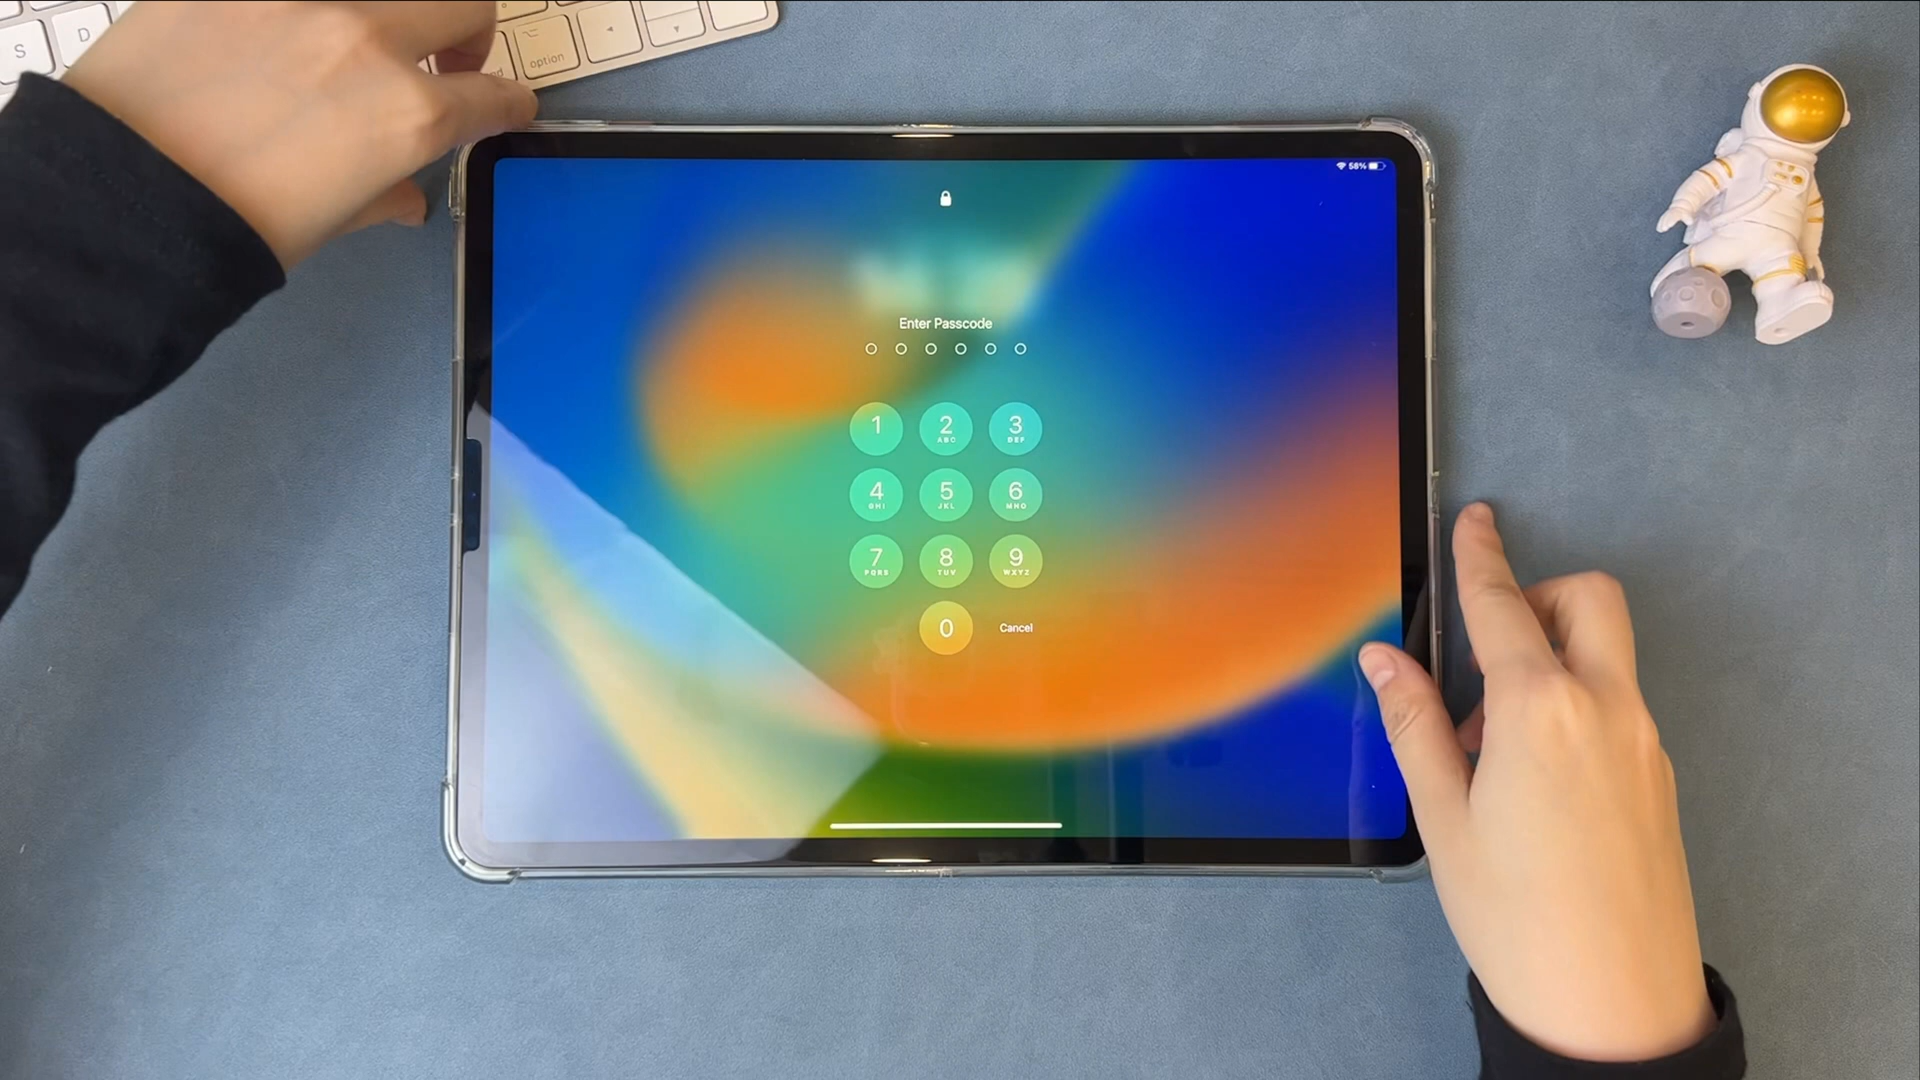 S D
option
58%
Enter Passcode
1 2 3
ABC DEF
4 5 6
GHI JKL MNO
7 8 9
PQRS TUV WXYZ
0 Cancel